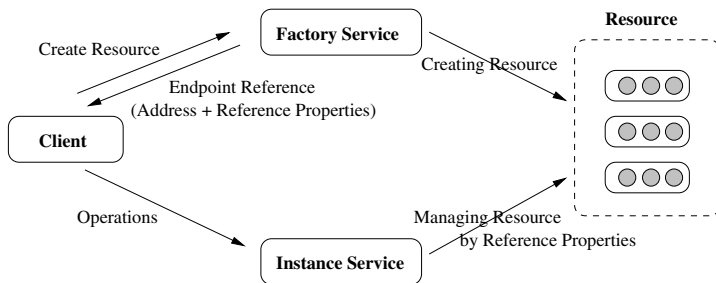 Resource
Factory Service
Create Resource
Creating Resource
Endpoint Reference
(Address + Reference Properties)
Client
Operations
Managing Resource
by Reference Properties
Instance Service